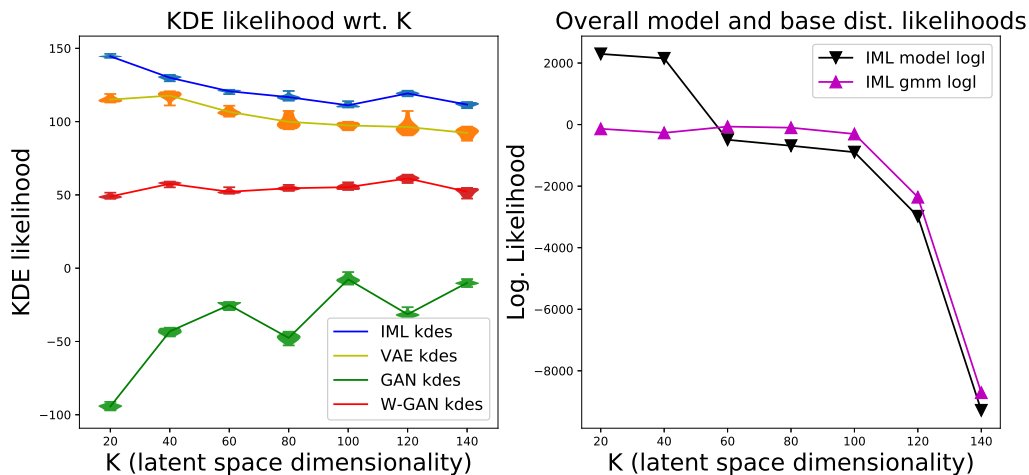 KDE likelihood wrt. K
KDE likelihood
150
100
50
0
−50
−100
20 40 60 80 100 120 140
K (latent space dimensionality)
IML kdes
VAE kdes
GAN kdes
W-GAN kdes
Overall model and base dist. likelihoods
Log. Likelihood
2000
0
−2000
−4000
−6000
−8000
20 40 60 80 100 120 140
K (latent space dimensionality)
IML model logl
IML gmm logl